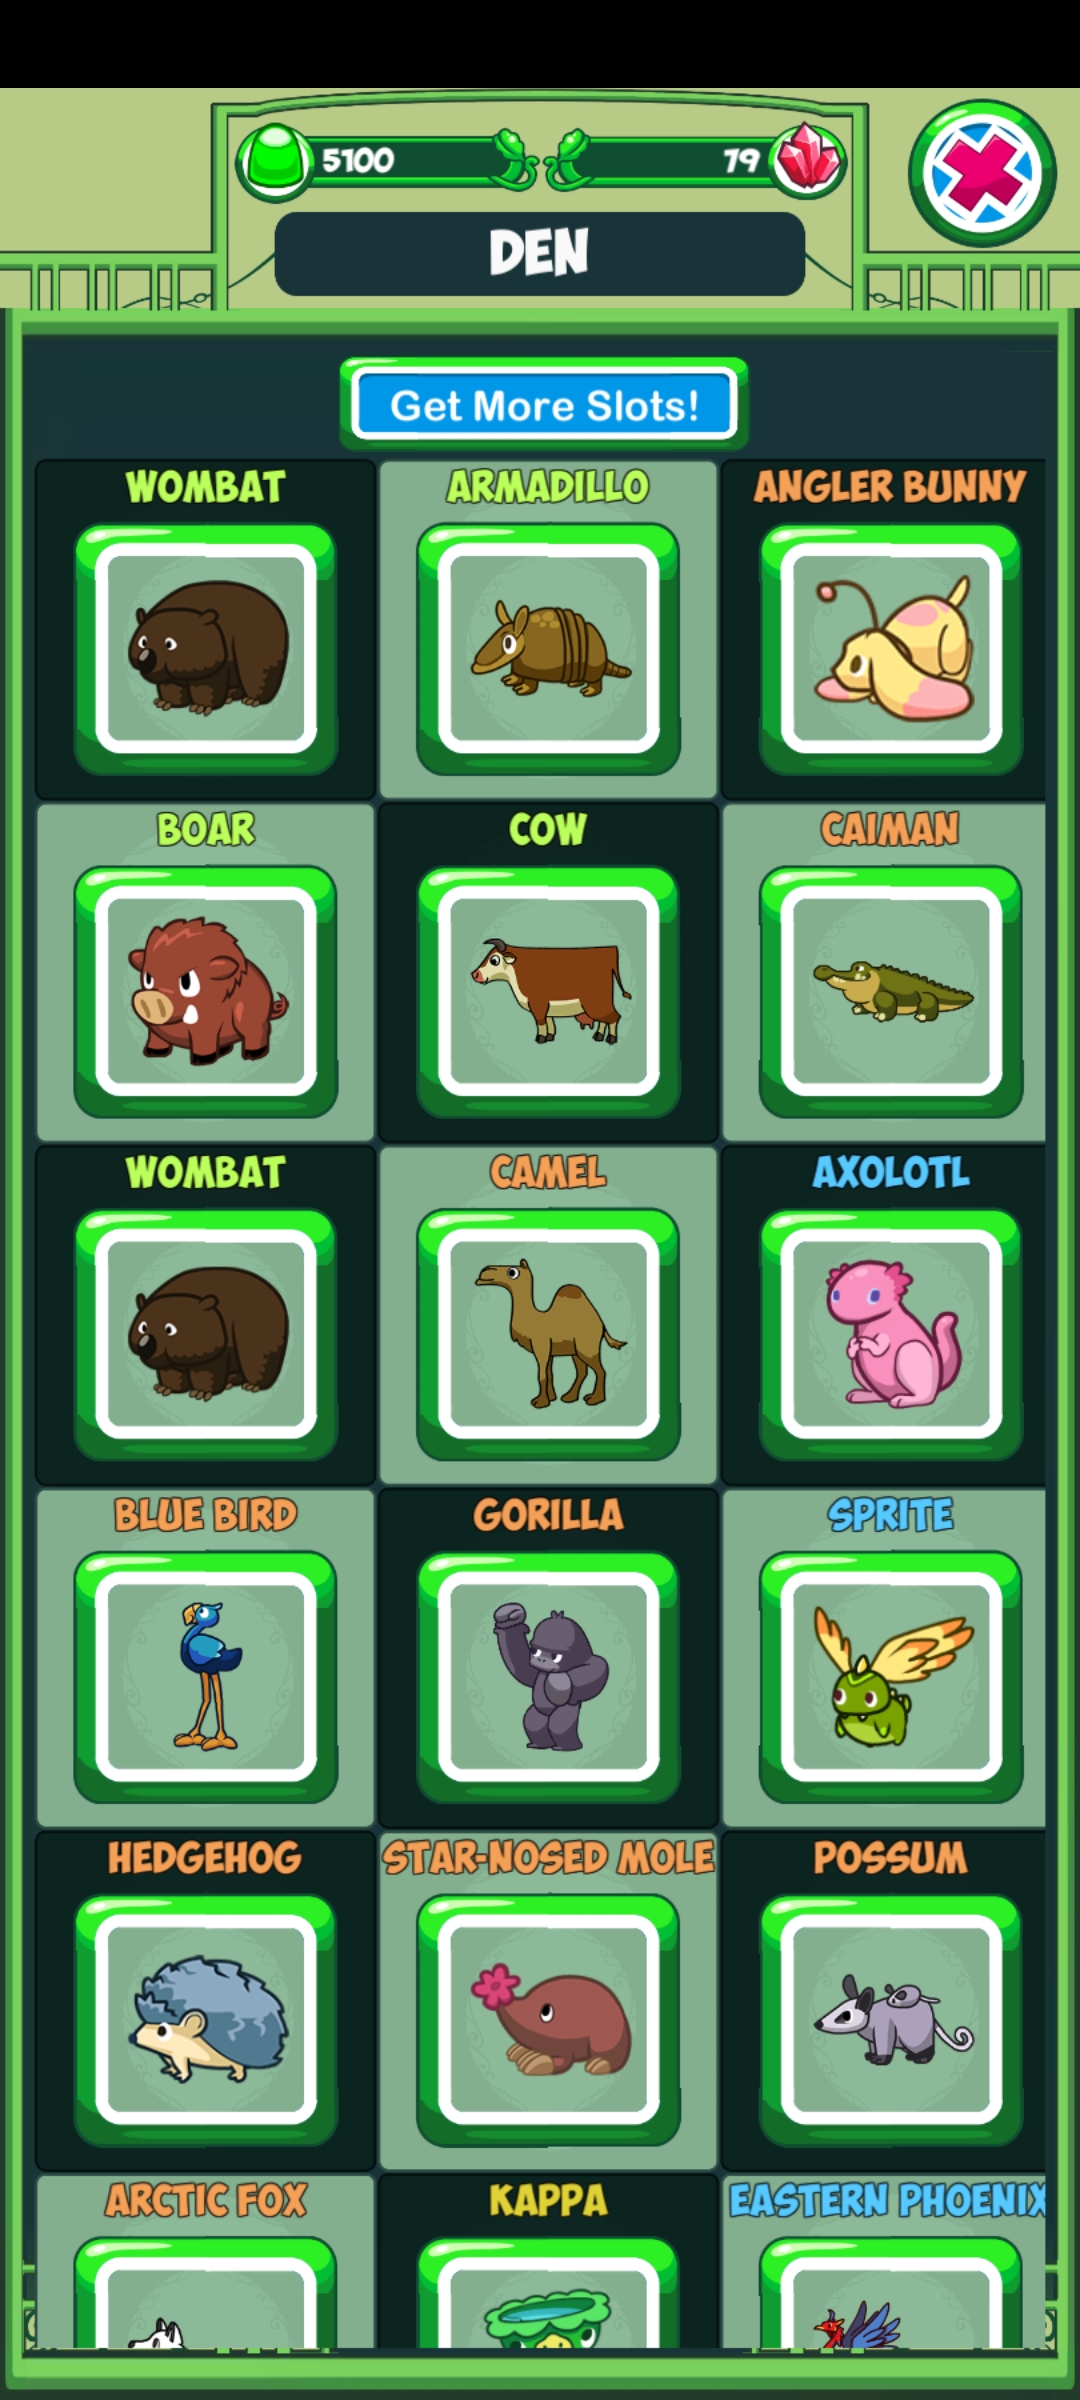 5100
79
DEN
Get More Slots!
WOMBAT
ARMADILLO
ANGLER BUNNY
BOAR
COW
CAIMAN
WOMBAT
CAMEL
AXOLOTL
BLUE BIRD
GORILLA
SPRITE
HEDGEHOG
STAR-NOSED MOLE
POSSUM
ARCTIC FOX
KAPPA
EASTERN PHOENIX